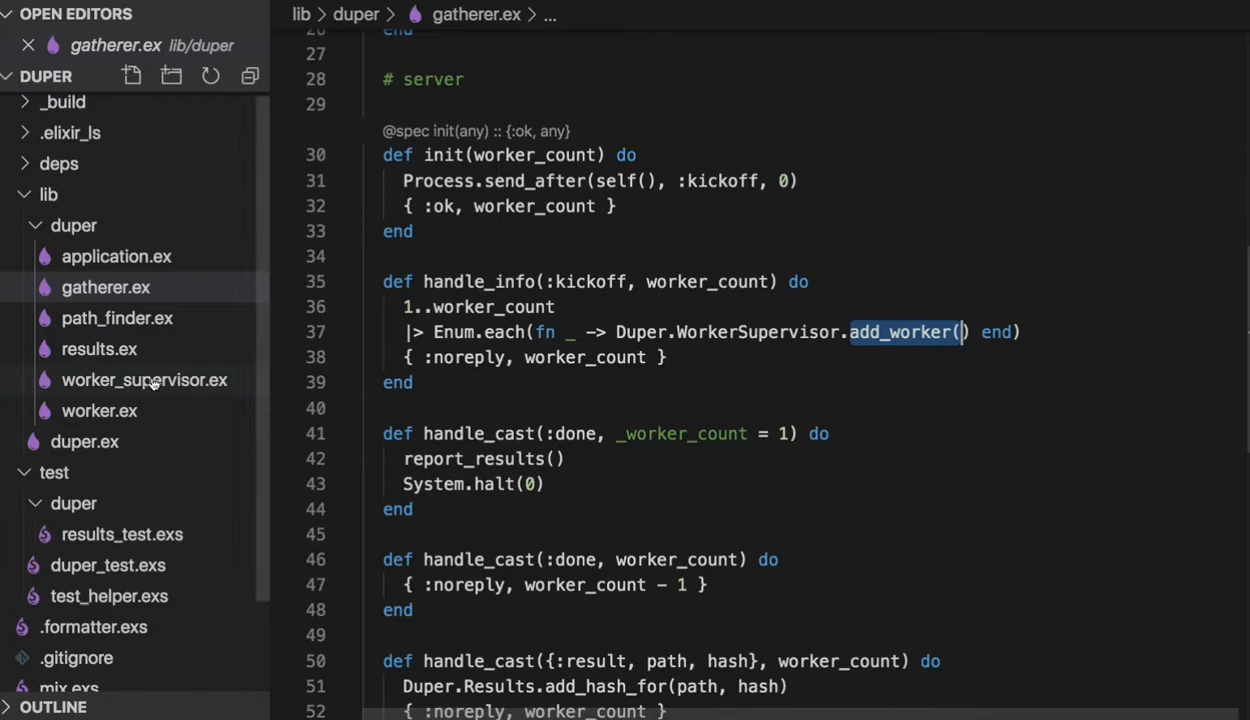 OPEN EDITORS
gatherer.ex lib/duper
DUPER
_build
.elixir_ls
deps
lib
duper
application.ex
gatherer.ex
path_finder.ex
results.ex
worker_supervisor.ex
worker.ex
duper.ex
test
duper
results_test.exs
duper_test.exs
test_helper.exs
.formatter.exs
.gitignore
mix.exs
OUTLINE
lib > duper > gatherer.ex > ...
26 end
27
28 # server
29
@spec init(any) :: {:ok, any}
30 def init(worker_count) do
31 Process.send_after(self(), :kickoff, 0)
32 { :ok, worker_count }
33 end
34
35 def handle_info(:kickoff, worker_count) do
36 1..worker_count
37 |> Enum.each(fn _ -> Duper.WorkerSupervisor.add_worker() end)
38 { :noreply, worker_count }
39 end
40
41 def handle_cast(:done, _worker_count = 1) do
42 report_results()
43 System.halt(0)
44 end
45
46 def handle_cast(:done, worker_count) do
47 { :noreply, worker_count - 1 }
48 end
49
50 def handle_cast({:result, path, hash}, worker_count) do
51 Duper.Results.add_hash_for(path, hash)
52 { :noreply, worker_count }